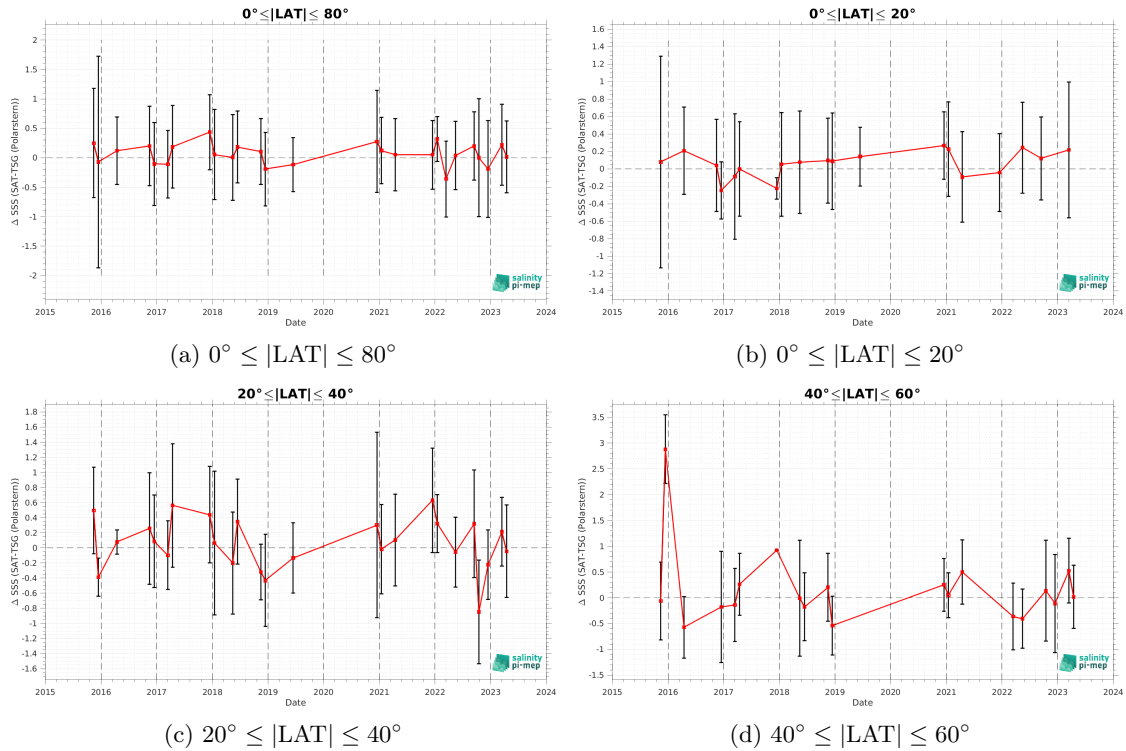 0°≤|LAT|≤ 80°
2
1.5
1
0.5
0
-0.5
-1
-1.5
-2
Δ SSS (SAT-TSG (Polarstern))
2015 2016 2017 2018 2019 2020 2021 2022 2023 2024
Date
salinity
pi-mep
(a) 0° ≤ |LAT| ≤ 80°
0°≤|LAT|≤ 20°
1.6
1.4
1.2
1
0.8
0.6
0.4
0.2
0
-0.2
-0.4
-0.6
-0.8
-1
-1.2
-1.4
Δ SSS (SAT-TSG (Polarstern))
2015 2016 2017 2018 2019 2020 2021 2022 2023 2024
Date
salinity
pi-mep
(b) 0° ≤ |LAT| ≤ 20°
20°≤|LAT|≤ 40°
1.8
1.6
1.4
1.2
1
0.8
0.6
0.4
0.2
0
-0.2
-0.4
-0.6
-0.8
-1
-1.2
-1.4
-1.6
Δ SSS (SAT-TSG (Polarstern))
2015 2016 2017 2018 2019 2020 2021 2022 2023 2024
Date
salinity
pi-mep
(c) 20° ≤ |LAT| ≤ 40°
40°≤|LAT|≤ 60°
3.5
3
2.5
2
1.5
1
0.5
0
-0.5
-1
-1.5
Δ SSS (SAT-TSG (Polarstern))
2015 2016 2017 2018 2019 2020 2021 2022 2023 2024
Date
salinity
pi-mep
(d) 40° ≤ |LAT| ≤ 60°